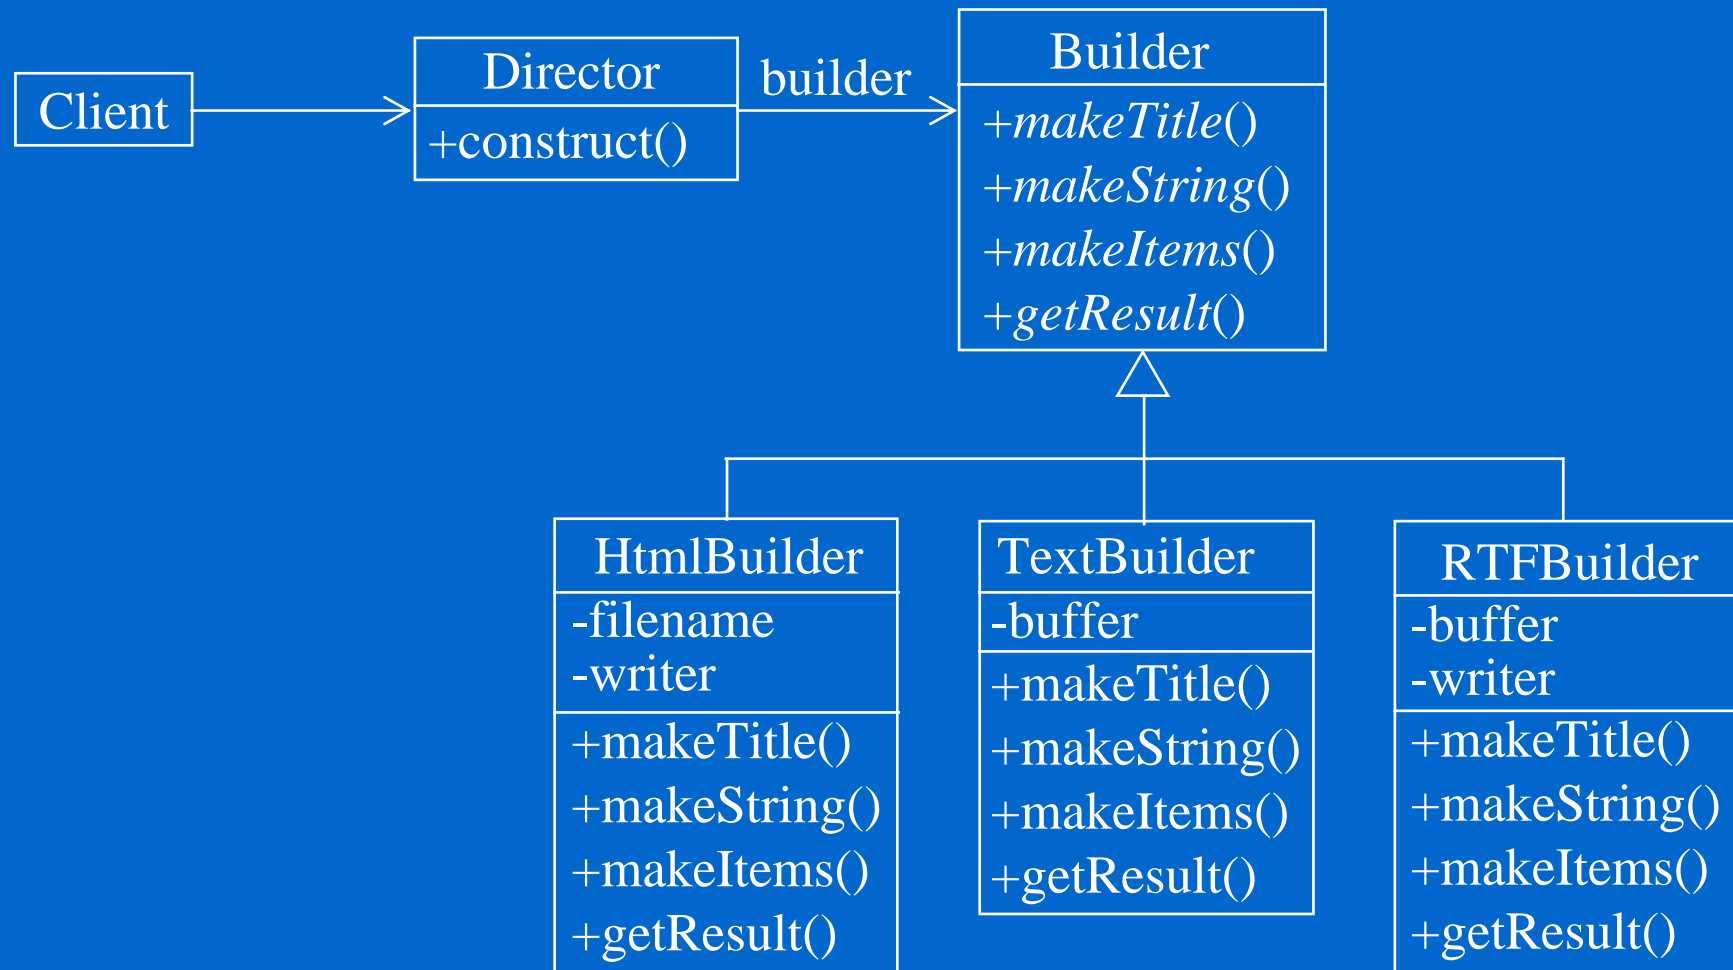 Client
Director
+construct()
builder
Builder
+makeTitle()
+makeString()
+makeItems()
+getResult()
HtmlBuilder
-filename
-writer
+makeTitle()
+makeString()
+makeItems()
+getResult()
TextBuilder
-buffer
+makeTitle()
+makeString()
+makeItems()
+getResult()
RTFBuilder
-buffer
-writer
+makeTitle()
+makeString()
+makeItems()
+getResult()